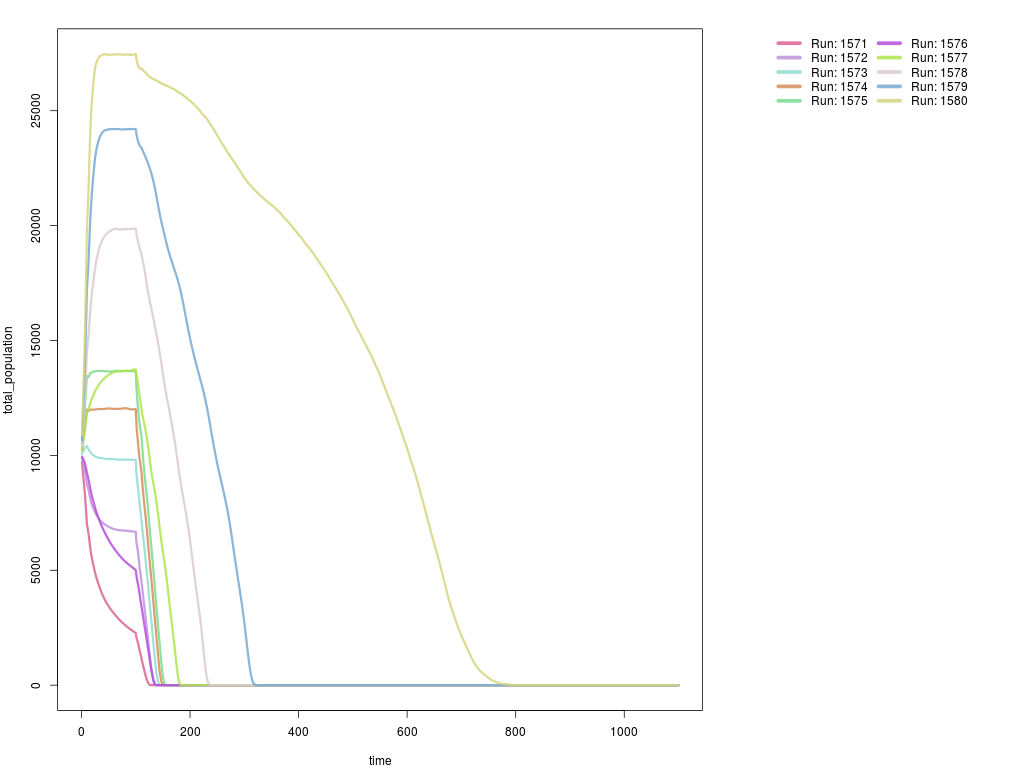 Run: 1571 Run: 1576
Run: 1572 Run: 1577
Run: 1573 Run: 1578
Run: 1574 Run: 1579
Run: 1575 Run: 1580
total_population
25000
20000
15000
10000
5000
0
0 200 400 600 800 1000
time